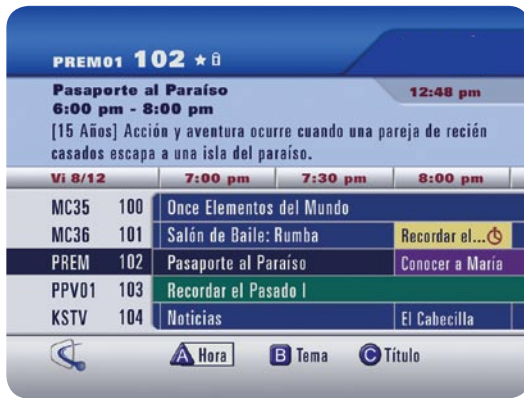 PREM01 102 ★
Pasaporte al Paraíso 12:48 pm
6:00 pm - 8:00 pm
[15 Años] Acción y aventura ocurre cuando una pareja de recién
casados escapa a una isla del paraíso.
Vi 8/12 7:00 pm 7:30 pm 8:00 pm
MC35 100 Once Elementos del Mundo
MC36 101 Salón de Baile: Rumba Recordar el...
PREM 102 Pasaporte al Paraíso Conocer a María
PPV01 103 Recordar el Pasado I
KSTV 104 Noticias El Cabecilla
A Hora B Tema C Título